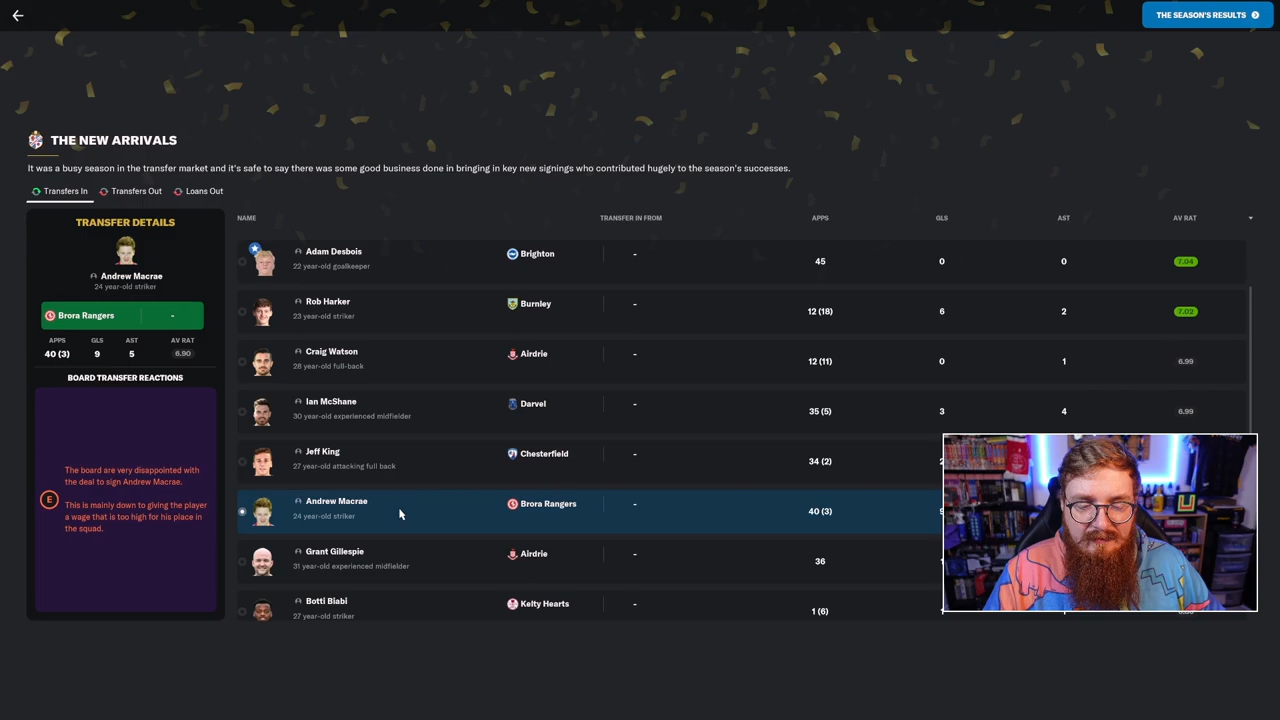 THE SEASON'S RESULTS
THE NEW ARRIVALS
It was a busy season in the transfer market and it's safe to say there was some good business done in bringing in key new signings who contributed hugely to the season's successes.
Transfers In Transfers Out Loans Out
TRANSFER DETAILS
Andrew Macrae
24 year-old striker
Brora Rangers -
APPS GLS AST AV RAT
40 (3) 9 5 6.90
BOARD TRANSFER REACTIONS
E
The board are very disappointed with
the deal to sign Andrew Macrae.
This is mainly down to giving the player
a wage that is too high for his place in
the squad.
NAME TRANSFER IN FROM APPS GLS AST AV RAT
Adam Desbois Brighton - 45 0 0 7.04
22 year-old goalkeeper
Rob Harker Burnley - 12 (18) 6 2 7.02
23 year-old striker
Craig Watson Airdrie - 12 (11) 0 1 6.99
28 year-old full-back
Ian McShane Darvel - 35 (5) 3 4 6.99
30 year-old experienced midfielder
Jeff King Chesterfield - 34 (2)
27 year-old attacking full back
Andrew Macrae Brora Rangers - 40 (3)
24 year-old striker
Grant Gillespie Airdrie - 36
31 year-old experienced midfielder
Botti Biabi Kelty Hearts - 1 (6)
27 year-old striker